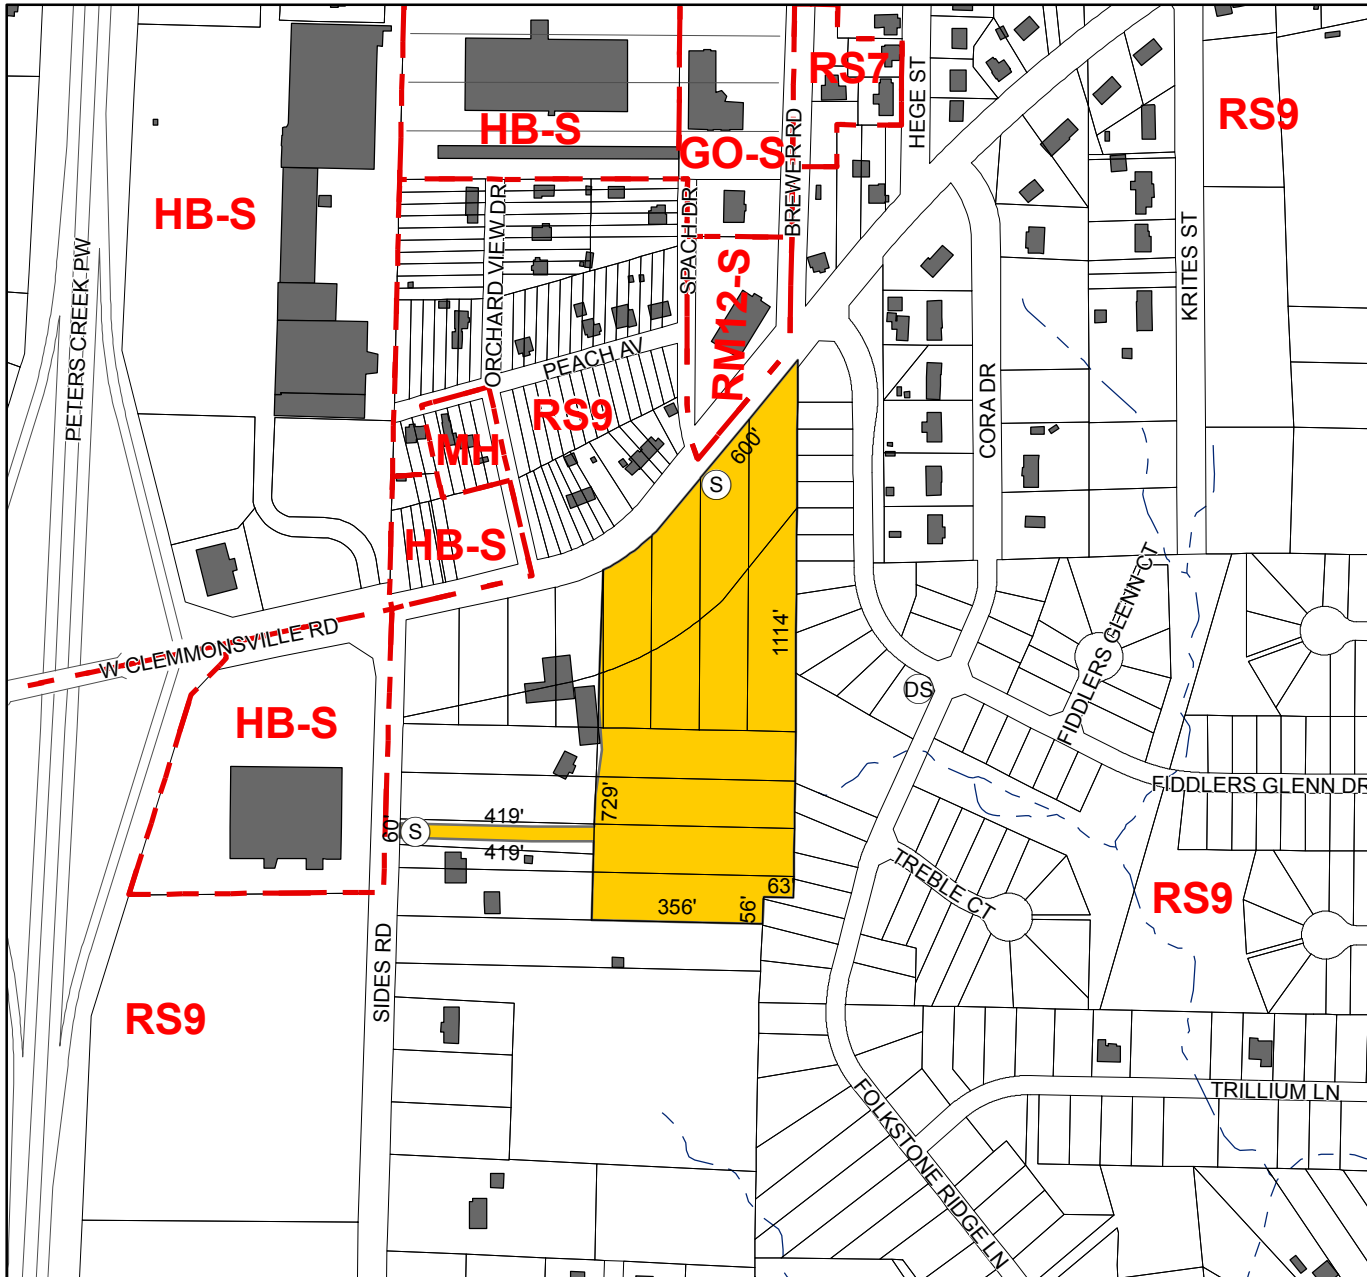 RS7
HEGE ST
RS9
HB-S
GO-S
BREWER RD
HB-S
ORCHARD VIEW DR
SPACH DR
PETERS CREEK PW
RM12-S
KRITES ST
PEACH AV
RS9
CORA DR
MH
600'
S
HB-S
FIDDLERS GLENN CT
1114'
W CLEMMONSVILLE RD
DS
HB-S
FIDDLERS GLENN DR
729'
419'
60'
S
419'
TREBLE CT
63'
356'
56'
RS9
SIDES RD
RS9
TRILLIUM LN
FOLKSTONE RIDGE LN